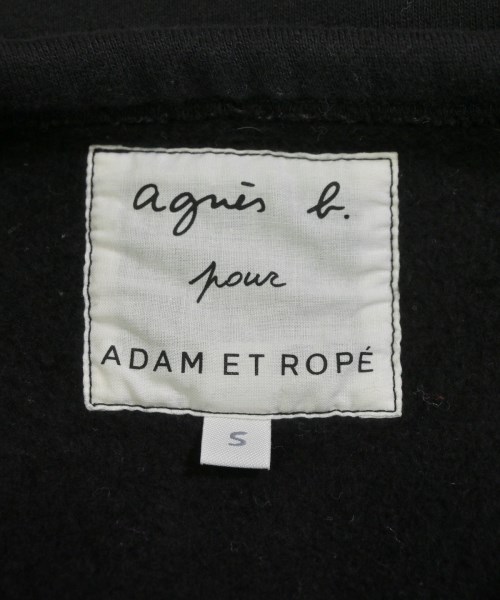 agnès b.
pour
ADAM ET ROPÉ
S